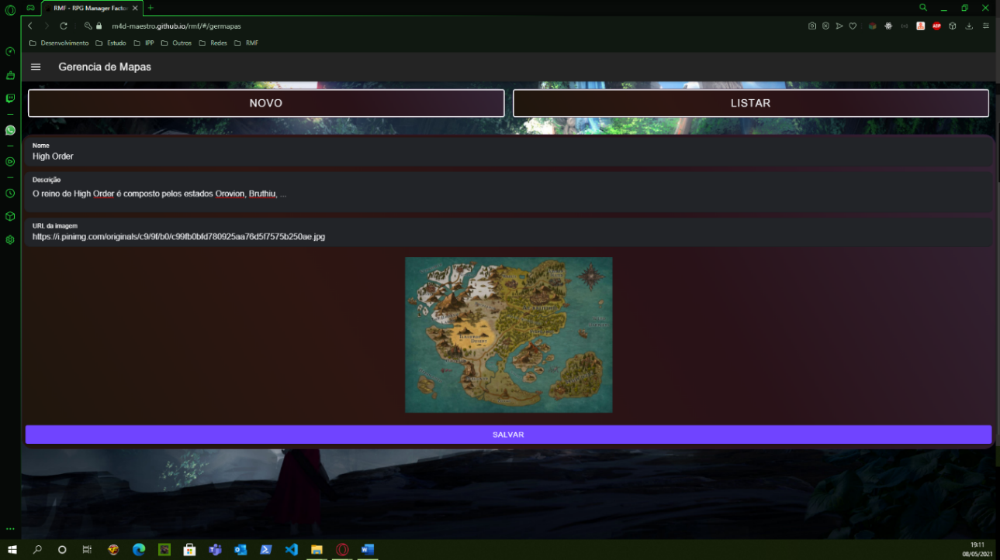 RMF - RPG Manager Facto
m4d-maestro.github.io/rmf/#/germapas
Desenvolvimento Estudo IPP Outros Redes RMF
Gerencia de Mapas
NOVO LISTAR
Nome
High Order
Descrição
O reino de High Order é composto pelos estados Orovion, Bruthiu, ...
URL da imagem
https://i.pinimg.com/originals/c9/9f/b0/c99fb0bfd780925aa76d5f7575b250ae.jpg
Desert
SALVAR
19:11
08/05/2021